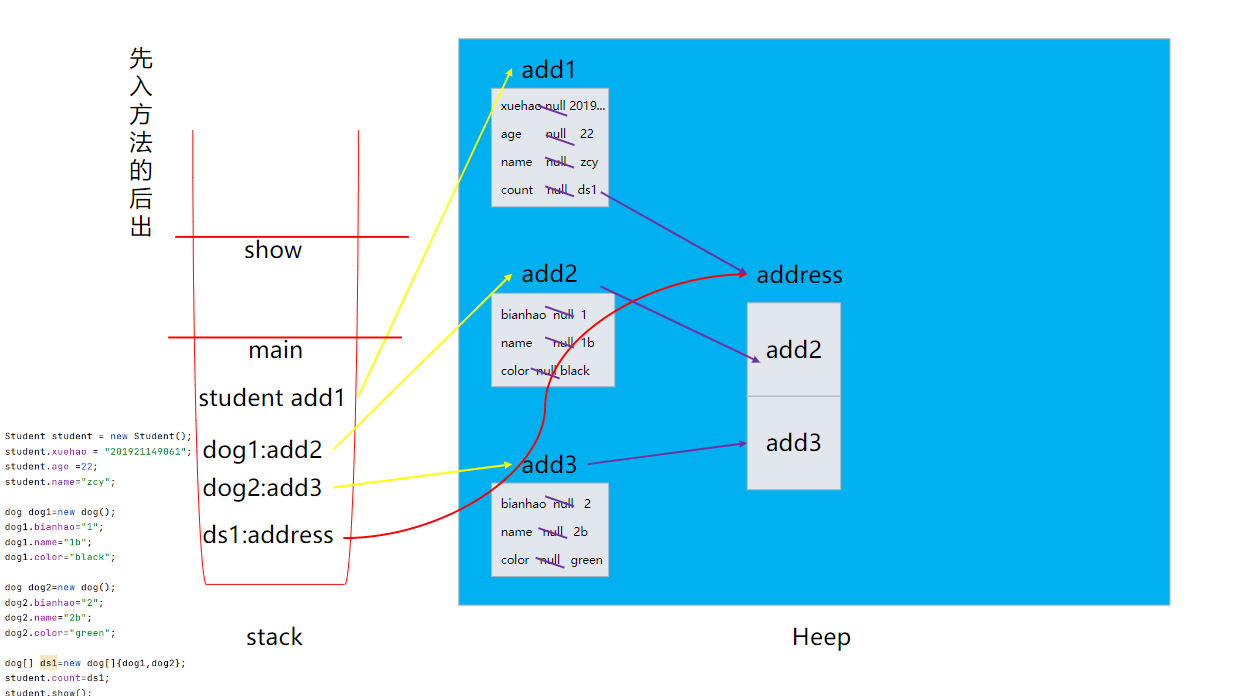 先入方法的后出
show
main
student add1
dog1:add2
dog2:add3
ds1:address
stack
Student student = new Student();
student.xuehao = "201921149061";
student.age =22;
student.name="zcy";
dog dog1=new dog();
dog1.bianhao="1";
dog1.name="1b";
dog1.color="black";
dog dog2=new dog();
dog2.bianhao="2";
dog2.name="2b";
dog2.color="green";
dog[] ds1=new dog[]{dog1,dog2};
student.count=ds1;
student.show();
add1
xuehao null 2019...
age null 22
name null zcy
count null ds1
add2
bianhao null 1
name null 1b
color null black
add3
bianhao null 2
name null 2b
color null green
address
add2
add3
Heep